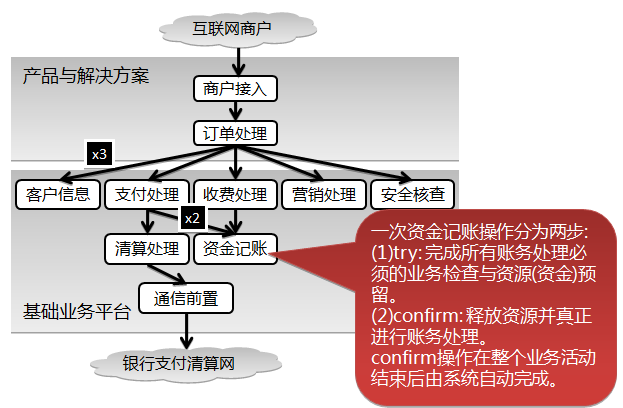 互联网商户
产品与解决方案
商户接入
订单处理
x3
客户信息
支付处理
收费处理
营销处理
安全核查
x2
清算处理
资金记账
通信前置
基础业务平台
银行支付清算网
一次资金记账操作分为两步:
(1)try: 完成所有账务处理必
须的业务检查与资源(资金)预
留。
(2)confirm: 释放资源并真正
进行账务处理。
confirm操作在整个业务活动
结束后由系统自动完成。